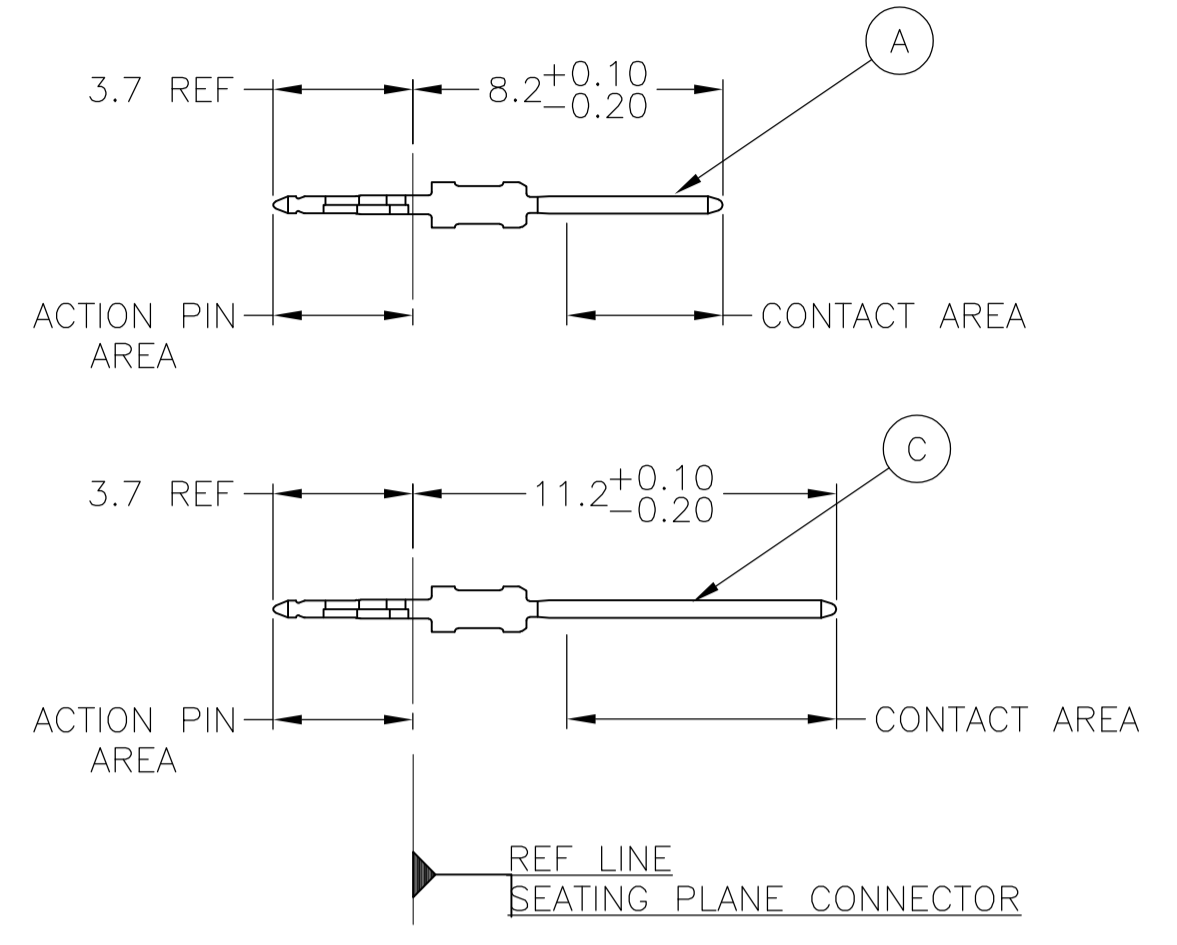 A
3.7 REF
8.2 +0.10 -0.20
ACTION PIN AREA
CONTACT AREA
C
3.7 REF
11.2 +0.10 -0.20
ACTION PIN AREA
CONTACT AREA
REF LINE
SEATING PLANE CONNECTOR